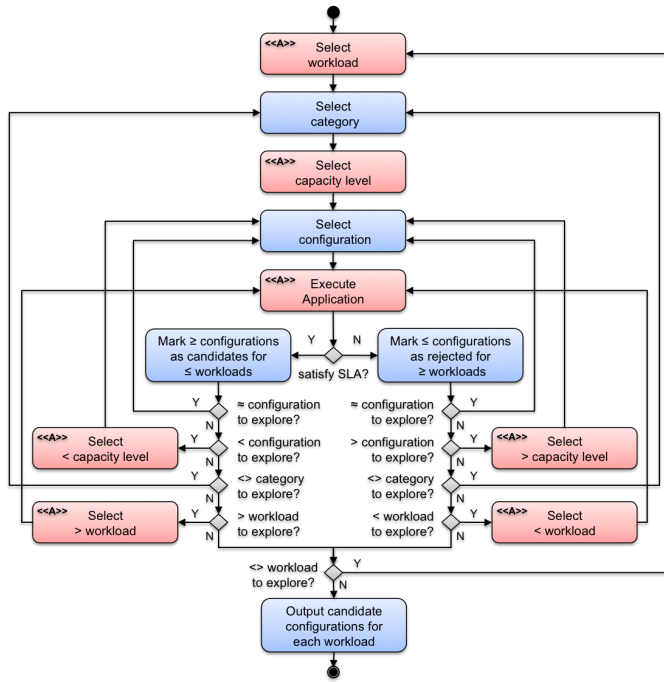 <<A>> Select
workload
Select
category
<<A>> Select
capacity level
Select
configuration
<<A>> Execute
Application
Mark ≥ configurations
as candidates for
≤ workloads
Y
N
satisfy SLA?
Mark ≤ configurations
as rejected for
≥ workloads
Y
≈ configuration
to explore?
N
≈ configuration
to explore?
Y
N
<<A>> Select
< capacity level
Y
< configuration
to explore?
N
> configuration
to explore?
Y
N
<<A>> Select
> capacity level
Y
<> category
to explore?
N
<> category
to explore?
Y
N
<<A>> Select
> workload
Y
> workload
to explore?
N
< workload
to explore?
Y
N
<<A>> Select
< workload
<> workload
to explore?
Y
N
Output candidate
configurations for
each workload